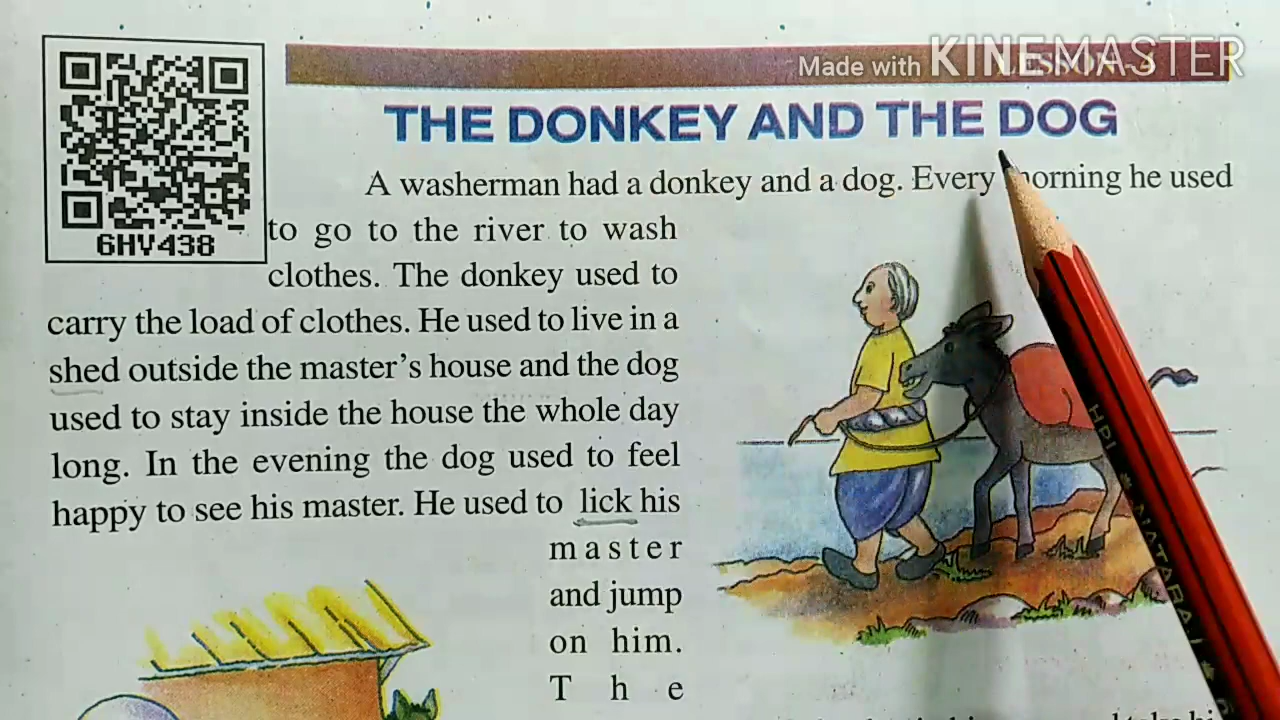 Made with KINEMASTER
LESSON - 4
THE DONKEY AND THE DOG
A washerman had a donkey and a dog. Every morning he used
to go to the river to wash
clothes. The donkey used to
carry the load of clothes. He used to live in a
shed outside the master's house and the dog
used to stay inside the house the whole day
long. In the evening the dog used to feel
happy to see his master. He used to lick his
master
and jump
on him.
The
6HV438
HPI ★ NATARAJ ★